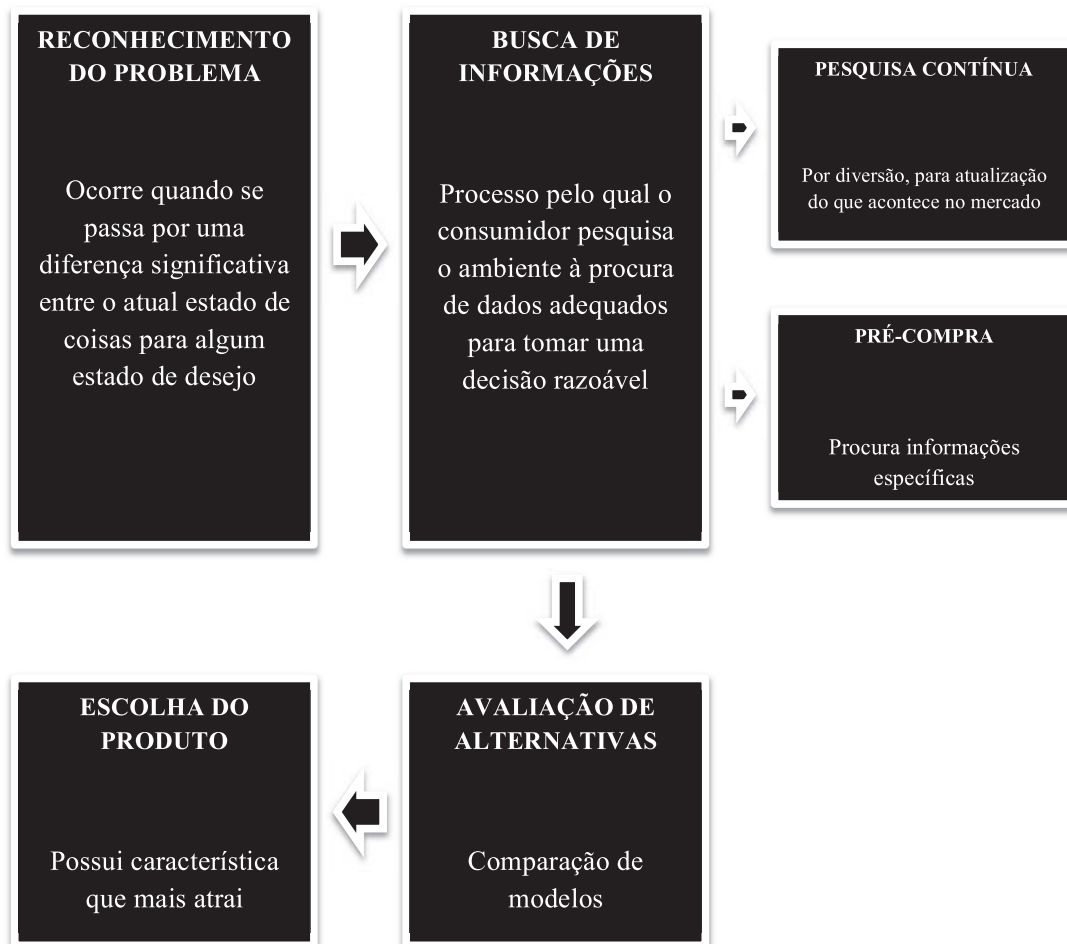 RECONHECIMENTO
DO PROBLEMA
Ocorre quando se
passa por uma
diferença significativa
entre o atual estado de
coisas para algum
estado de desejo
BUSCA DE
INFORMAÇÕES
Processo pelo qual o
consumidor pesquisa
o ambiente à procura
de dados adequados
para tomar uma
decisão razoável
PESQUISA CONTÍNUA
Por diversão, para atualização
do que acontece no mercado
PRÉ-COMPRA
Procura informações
específicas
AVALIAÇÃO DE
ALTERNATIVAS
Comparação de
modelos
ESCOLHA DO
PRODUTO
Possui característica
que mais atrai